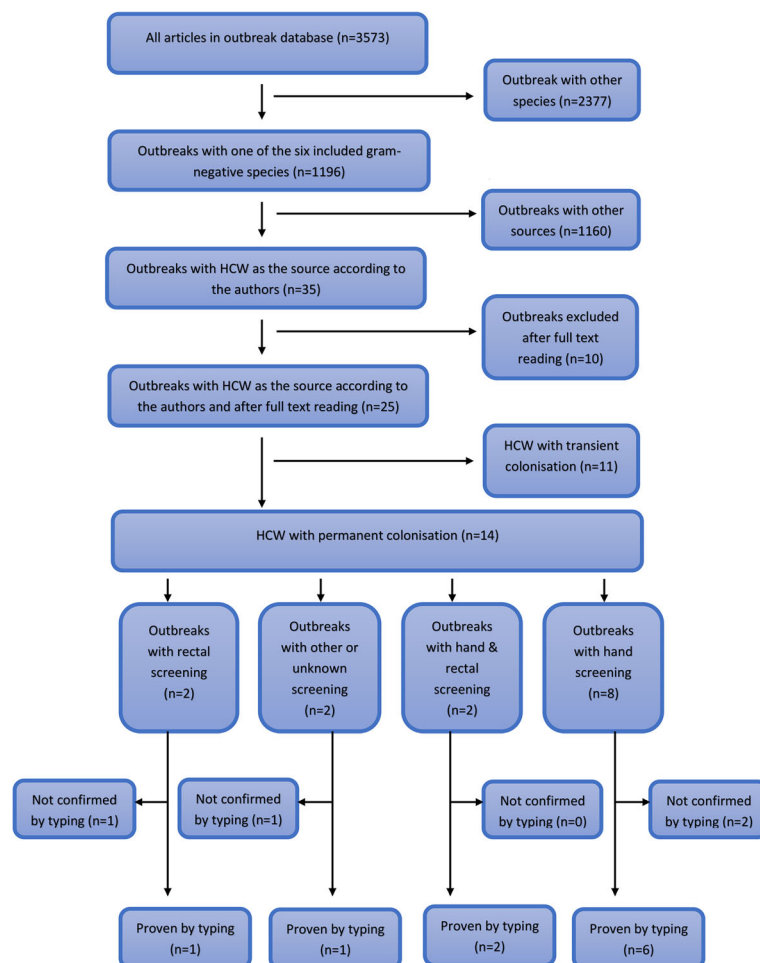 All articles in outbreak database (n=3573)
Outbreak with other
species (n=2377)
Outbreaks with one of the six included gram-
negative species (n=1196)
Outbreaks with other
sources (n=1160)
Outbreaks with HCW as the source according to
the authors (n=35)
Outbreaks excluded
after full text
reading (n=10)
Outbreaks with HCW as the source according to
the authors and after full text reading (n=25)
HCW with transient
colonisation (n=11)
HCW with permanent colonisation (n=14)
Outbreaks
with rectal
screening
(n=2)
Outbreaks
with other or
unknown
screening
(n=2)
Outbreaks
with hand &
rectal
screening
(n=2)
Outbreaks
with hand
screening
(n=8)
Not confirmed
by typing (n=1)
Not confirmed
by typing (n=1)
Not confirmed
by typing (n=0)
Not confirmed
by typing (n=2)
Proven by typing
(n=1)
Proven by typing
(n=1)
Proven by typing
(n=2)
Proven by typing
(n=6)